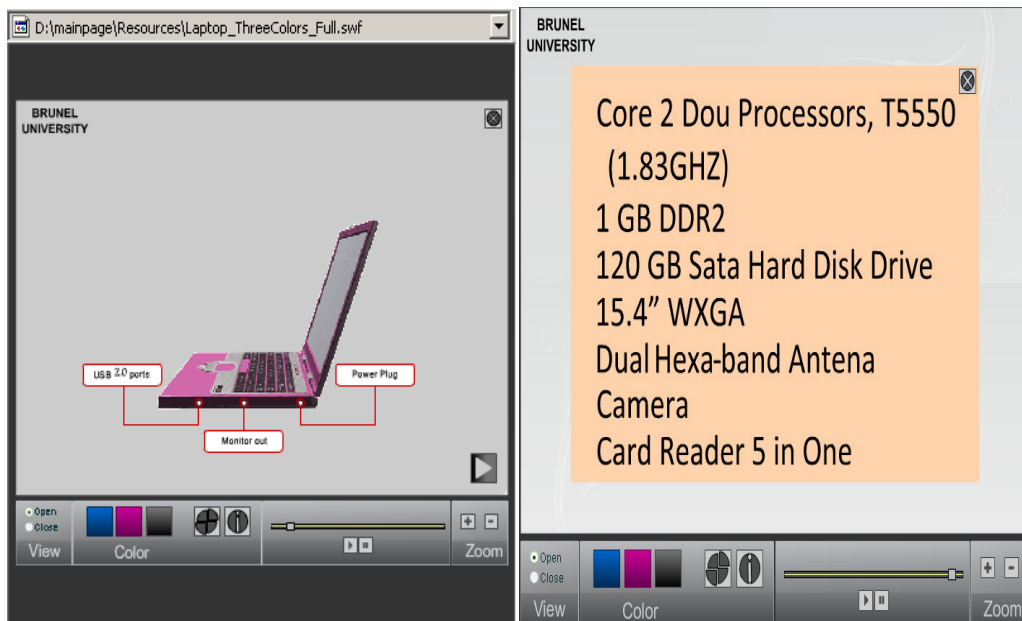 D:\mainpage\Resources\Laptop_ThreeColors_Full.swf
BRUNEL
UNIVERSITY
USB 2.0 ports
Power Plug
Monitor out
Open
Close
View
Color
Zoom
BRUNEL
UNIVERSITY
Core 2 Dou Processors, T5550
(1.83GHZ)
1 GB DDR2
120 GB Sata Hard Disk Drive
15.4” WXGA
Dual Hexa-band Antena
Camera
Card Reader 5 in One
Open
Close
View
Color
Zoom